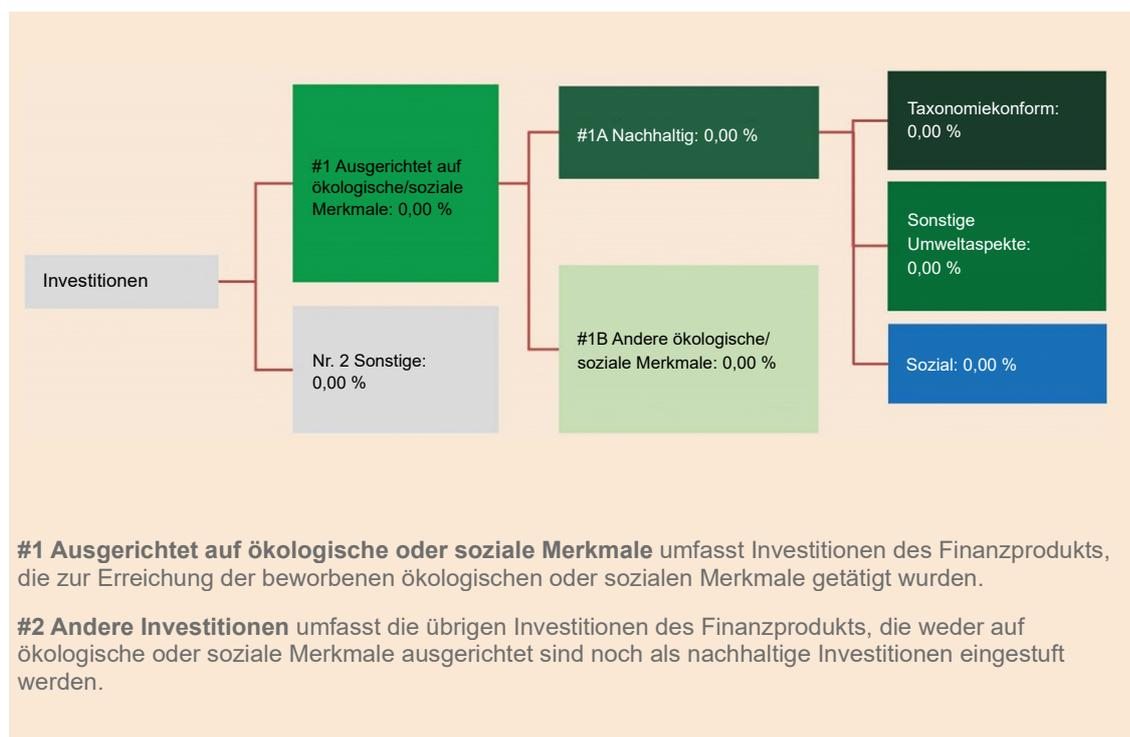 Investitionen
#1 Ausgerichtet auf
ökologische/soziale
Merkmale: 0,00 %
Nr. 2 Sonstige:
0,00 %
#1A Nachhaltig: 0,00 %
#1B Andere ökologische/
soziale Merkmale: 0,00 %
Taxonomiekonform:
0,00 %
Sonstige
Umweltaspekte:
0,00 %
Sozial: 0,00 %
#1 Ausgerichtet auf ökologische oder soziale Merkmale umfasst Investitionen des Finanzprodukts,
die zur Erreichung der beworbenen ökologischen oder sozialen Merkmale getätigt wurden.
#2 Andere Investitionen umfasst die übrigen Investitionen des Finanzprodukts, die weder auf
ökologische oder soziale Merkmale ausgerichtet sind noch als nachhaltige Investitionen eingestuft
werden.